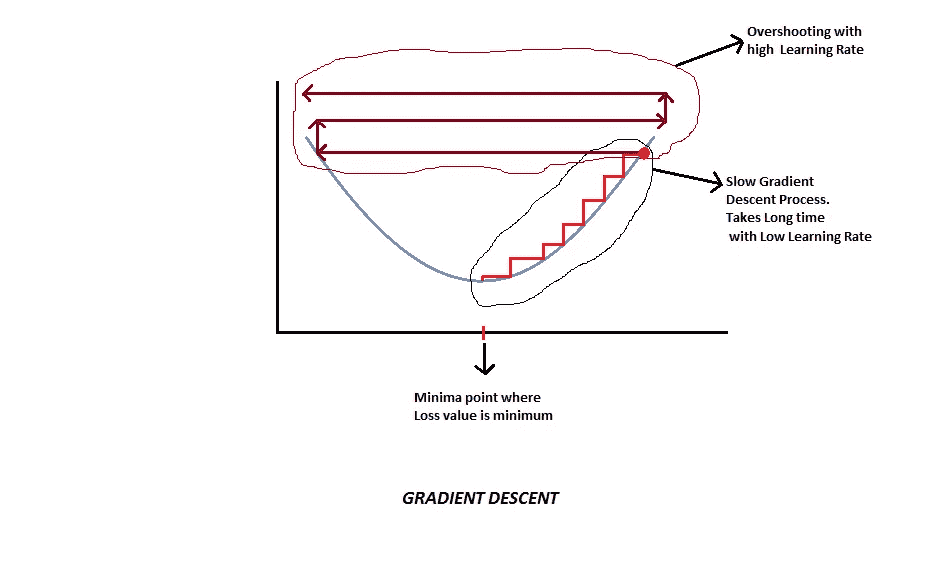 Overshooting with
high Learning Rate
Slow Gradient
Descent Process.
Takes Long time
with Low Learning Rate
Minima point where
Loss value is minimum
GRADIENT DESCENT